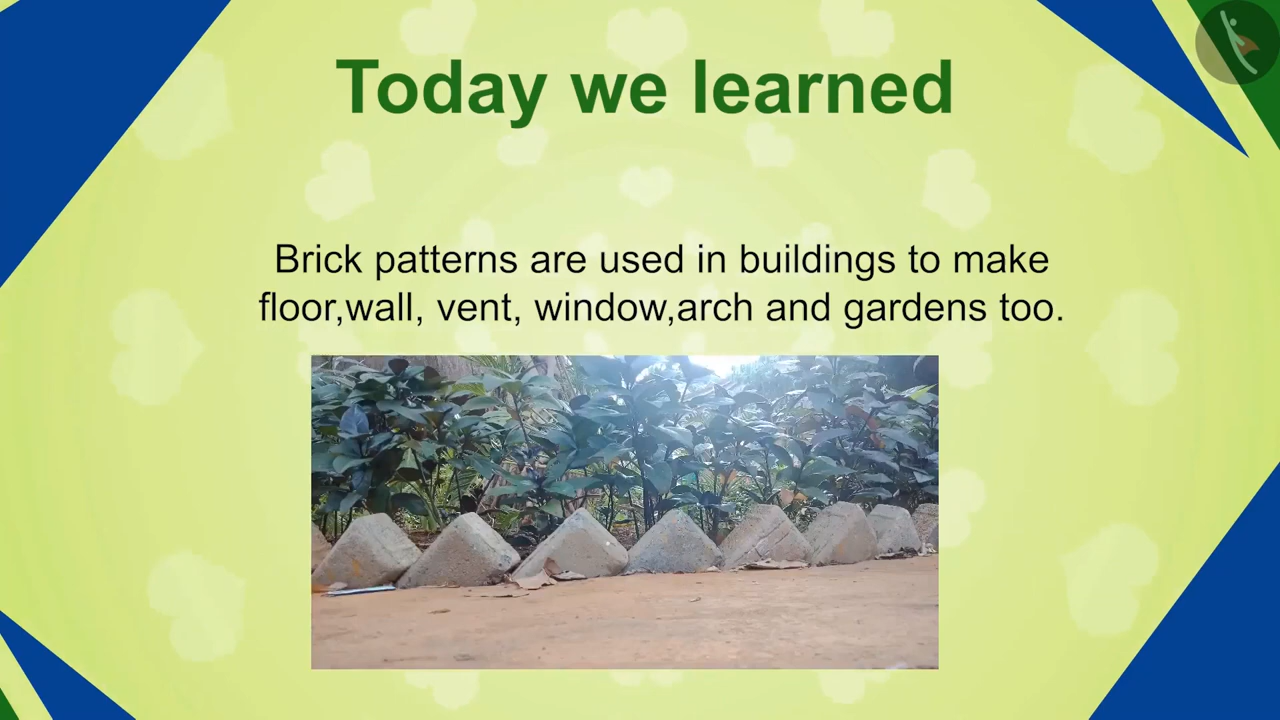 Today we learned
Brick patterns are used in buildings to make
floor,wall, vent, window,arch and gardens too.